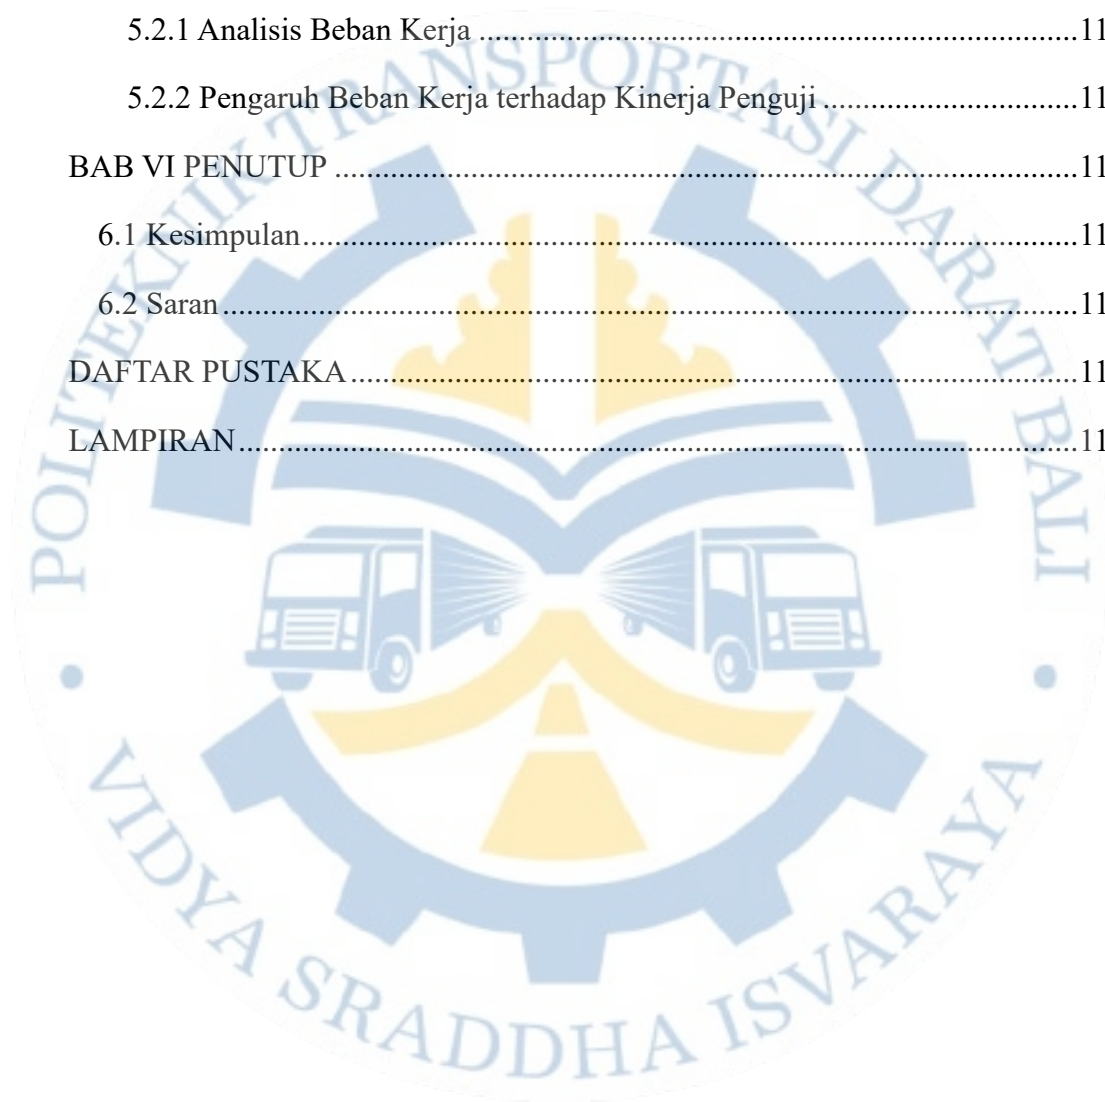 5.2.1 Analisis Beban Kerja ............................................................................11
5.2.2 Pengaruh Beban Kerja terhadap Kinerja Penguji ................................11
BAB VI PENUTUP ...............................................................................................11
6.1 Kesimpulan....................................................................................................11
6.2 Saran..............................................................................................................11
DAFTAR PUSTAKA .............................................................................................11
LAMPIRAN...........................................................................................................11
POLITEKNIK TRANSPORTASI DARAT BALI
• VIDYA SRADDHA ISVARAYA •